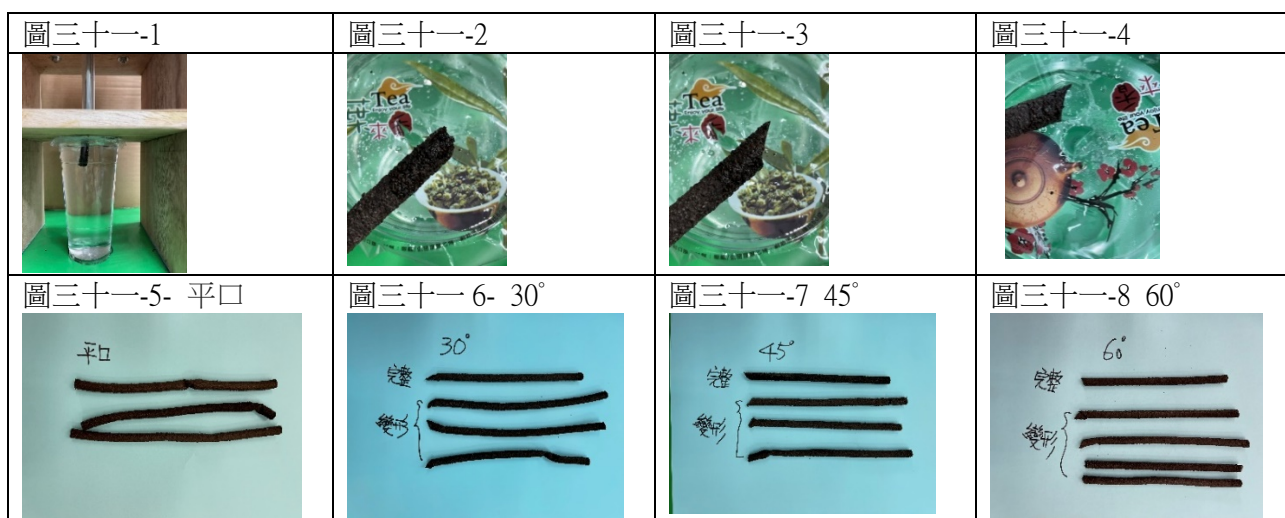 圖三十一-1
圖三十一-2
圖三十一-3
圖三十一-4
Tea
Tea
Tea
圖三十一-5- 平口
圖三十一 6- 30°
圖三十一-7 45°
圖三十一-8 60°
平口
30°
完整
變形
45°
完整
變形
60°
完整
變形